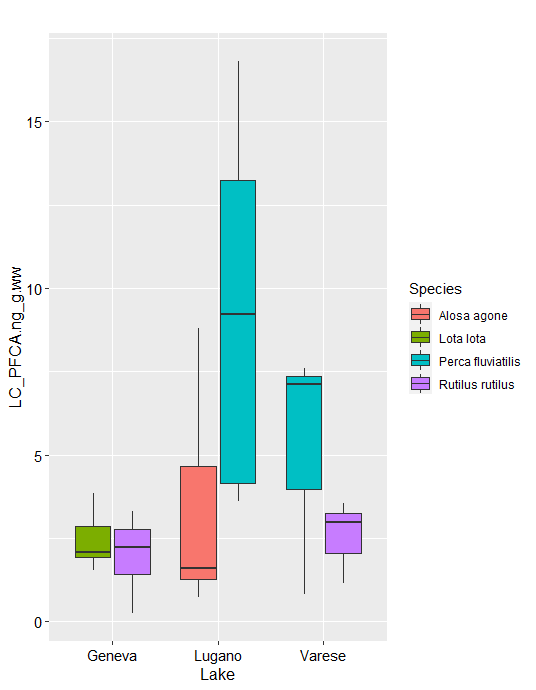 LC_PFCA.ng_g.ww
15
10
5
0
Geneva Lugano Varese
Lake
Species
Alosa agone
Lota lota
Perca fluviatilis
Rutilus rutilus